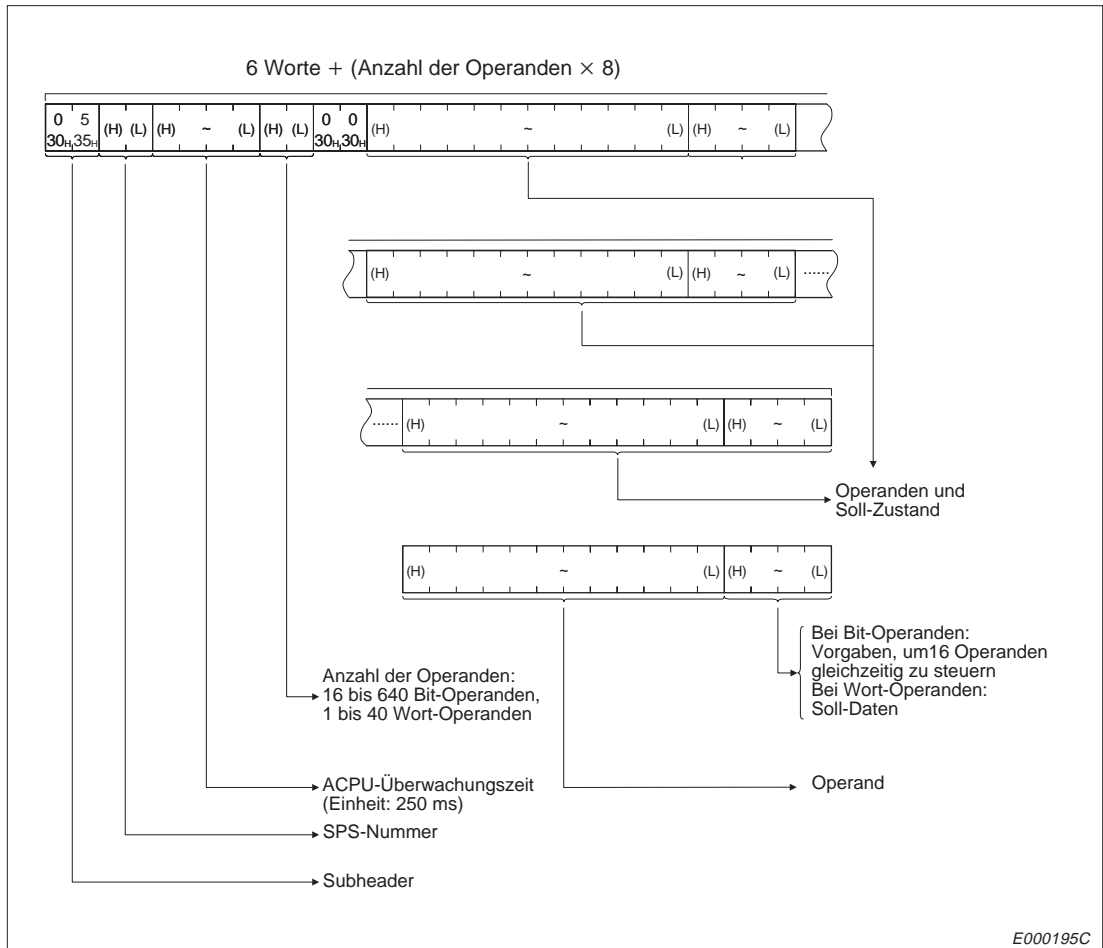 6 Worte + (Anzahl der Operanden × 8)
0 5 (H) (L) (H) ~ (L) (H) (L) 0 0 (H) ~ (L) (H) ~ (L)
30H 35H 30H 30H
(H) ~ (L) (H) ~ (L) ......
...... (H) ~ (L) (H) ~ (L)
Operanden und
Soll-Zustand
(H) ~ (L) (H) ~ (L)
Bei Bit-Operanden:
Vorgaben, um16 Operanden
gleichzeitig zu steuern
Bei Wort-Operanden:
Soll-Daten
Anzahl der Operanden:
16 bis 640 Bit-Operanden,
1 bis 40 Wort-Operanden
ACPU-Überwachungszeit
(Einheit: 250 ms)
Operand
SPS-Nummer
Subheader
E000195C